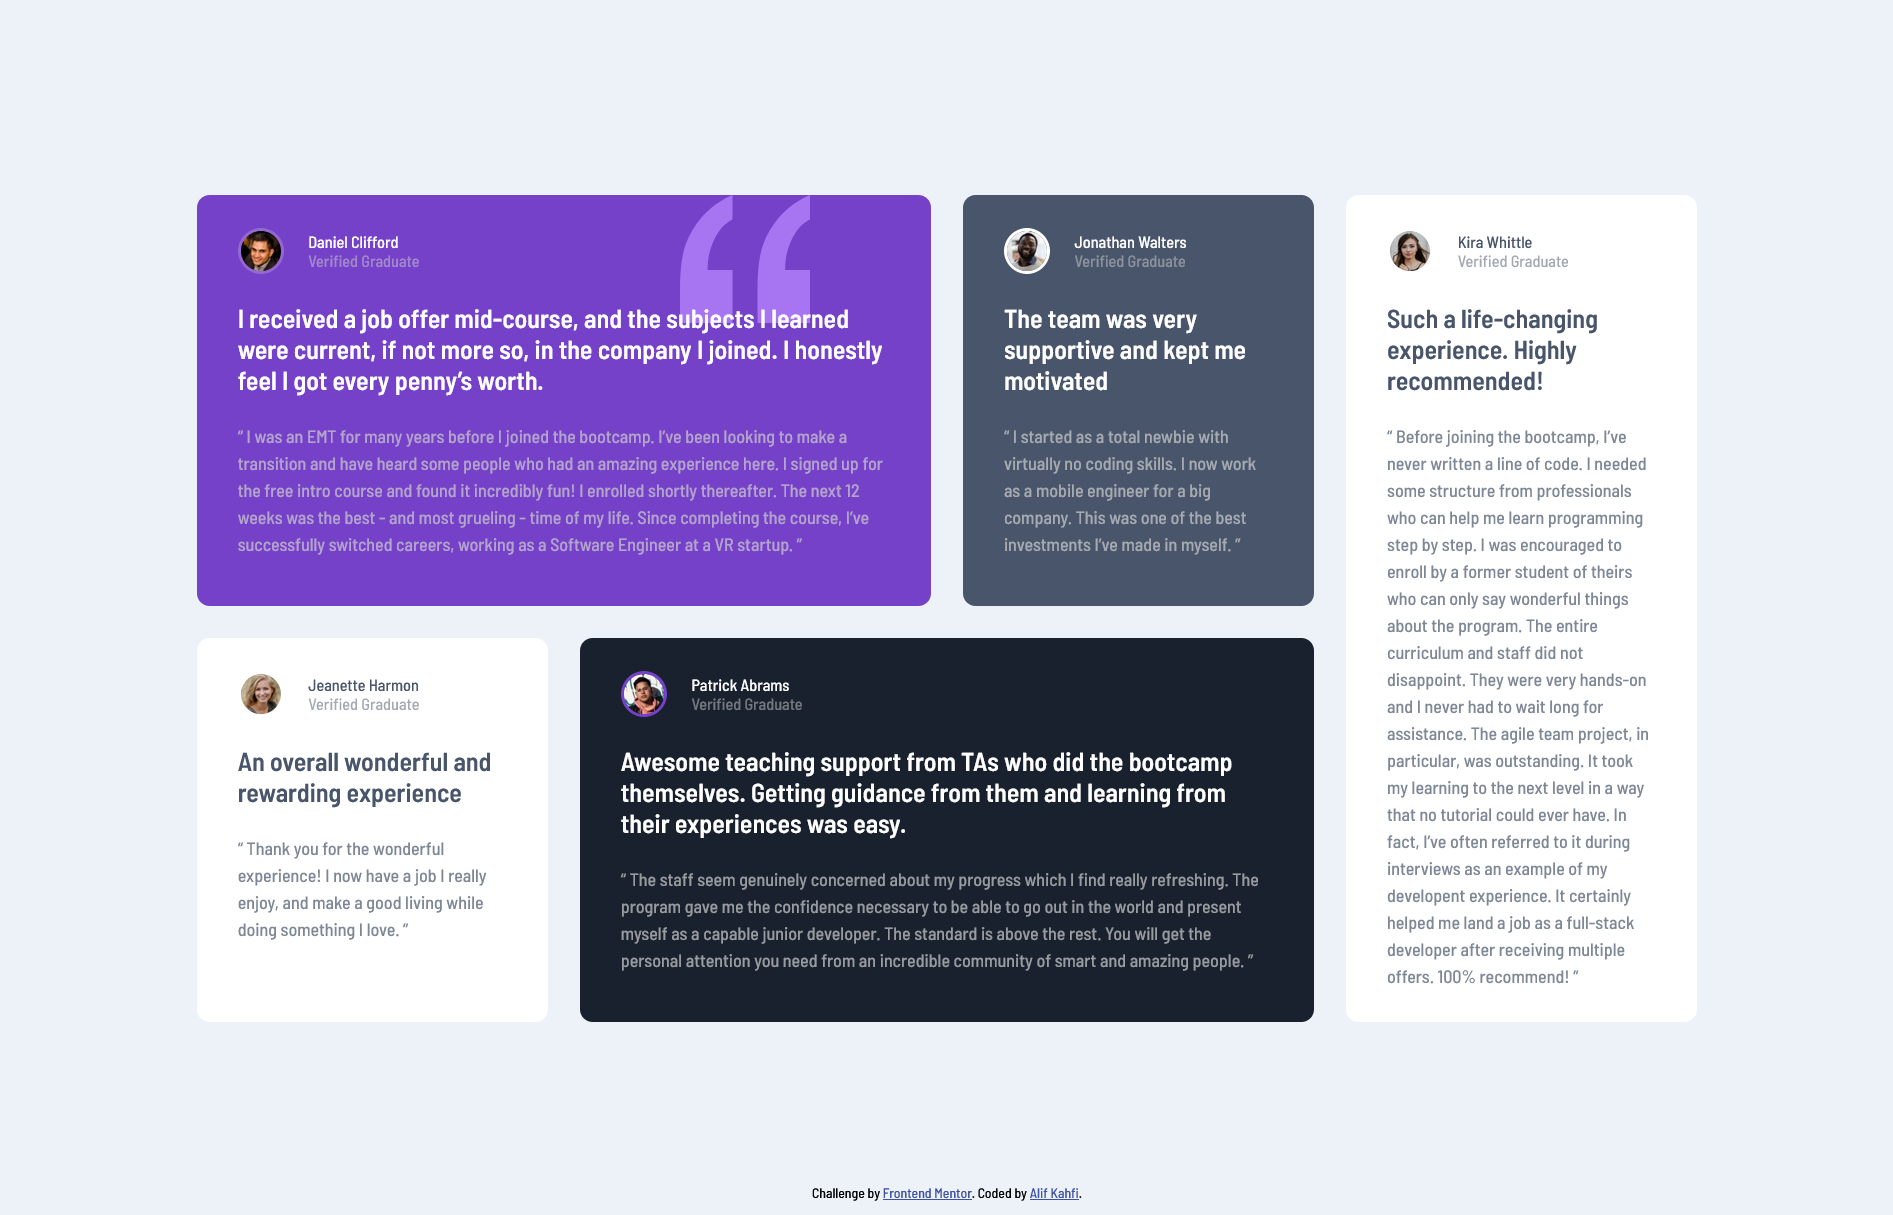 Daniel Clifford
Verified Graduate
I received a job offer mid-course, and the subjects I learned
were current, if not more so, in the company I joined. I honestly
feel I got every penny’s worth.
“ I was an EMT for many years before I joined the bootcamp. I’ve been looking to make a
transition and have heard some people who had an amazing experience here. I signed up for
the free intro course and found it incredibly fun! I enrolled shortly thereafter. The next 12
weeks was the best - and most grueling - time of my life. Since completing the course, I’ve
successfully switched careers, working as a Software Engineer at a VR startup. ”
Jonathan Walters
Verified Graduate
The team was very
supportive and kept me
motivated
“ I started as a total newbie with
virtually no coding skills. I now work
as a mobile engineer for a big
company. This was one of the best
investments I’ve made in myself. ”
Kira Whittle
Verified Graduate
Such a life-changing
experience. Highly
recommended!
“ Before joining the bootcamp, I’ve
never written a line of code. I needed
some structure from professionals
who can help me learn programming
step by step. I was encouraged to
enroll by a former student of theirs
who can only say wonderful things
about the program. The entire
curriculum and staff did not
disappoint. They were very hands-on
and I never had to wait long for
assistance. The agile team project, in
particular, was outstanding. It took
my learning to the next level in a way
that no tutorial could ever have. In
fact, I’ve often referred to it during
interviews as an example of my
developent experience. It certainly
helped me land a job as a full-stack
developer after receiving multiple
offers. 100% recommend! ”
Jeanette Harmon
Verified Graduate
An overall wonderful and
rewarding experience
“ Thank you for the wonderful
experience! I now have a job I really
enjoy, and make a good living while
doing something I love. ”
Patrick Abrams
Verified Graduate
Awesome teaching support from TAs who did the bootcamp
themselves. Getting guidance from them and learning from
their experiences was easy.
“ The staff seem genuinely concerned about my progress which I find really refreshing. The
program gave me the confidence necessary to be able to go out in the world and present
myself as a capable junior developer. The standard is above the rest. You will get the
personal attention you need from an incredible community of smart and amazing people. ”
Challenge by Frontend Mentor. Coded by Alif Kahfi.